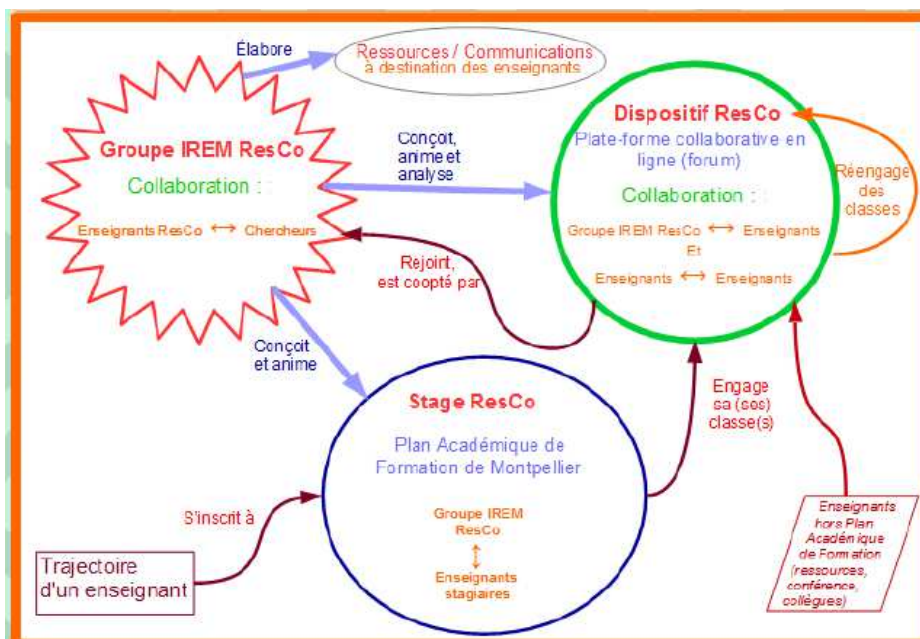 Élabore
Ressources / Communications
à destination des enseignants
Groupe IREM ResCo
Collaboration :
Enseignants ResCo ↔ Chercheurs
Conçoit,
anime et
analyse
Dispositif ResCo
Plate-forme collaborative en
ligne (forum)
Collaboration :
Groupe IREM ResCo ↔ Enseignants
Et
Enseignants ↔ Enseignants
Réengage
des
classes
Rejoint,
est coopté par
Conçoit
et anime
Stage ResCo
Plan Académique de
Formation de Montpellier
Groupe IREM
ResCo
↕
Enseignants
stagiaires
Engage
sa (ses)
classe(s)
S'inscrit à
Trajectoire
d'un enseignant
Enseignants
hors Plan
Académique
de Formation
(ressources,
conférence,
collègues)